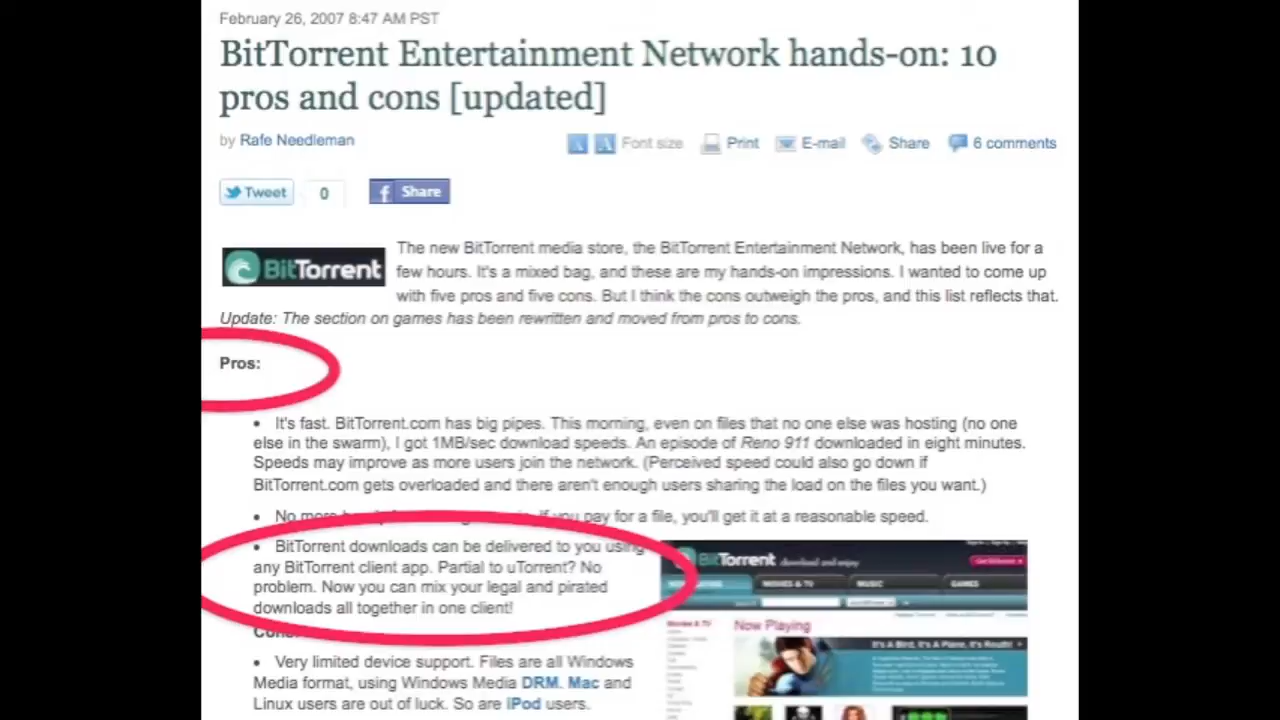 February 26, 2007 8:47 AM PST
BitTorrent Entertainment Network hands-on: 10
pros and cons [updated]
by Rafe Needleman
A A Font size Print E-mail Share 6 comments
Tweet 0 f Share
BitTorrent
The new BitTorrent media store, the BitTorrent Entertainment Network, has been live for a
few hours. It's a mixed bag, and these are my hands-on impressions. I wanted to come up
with five pros and five cons. But I think the cons outweigh the pros, and this list reflects that.
Update: The section on games has been rewritten and moved from pros to cons.
Pros:
• It's fast. BitTorrent.com has big pipes. This morning, even on files that no one else was hosting (no one
else in the swarm), I got 1MB/sec download speeds. An episode of Reno 911 downloaded in eight minutes.
Speeds may improve as more users join the network. (Perceived speed could also go down if
BitTorrent.com gets overloaded and there aren't enough users sharing the load on the files you want.)
• No more if you pay for a file, you'll get it at a reasonable speed.
• BitTorrent downloads can be delivered to you using
any BitTorrent client app. Partial to uTorrent? No
problem. Now you can mix your legal and pirated
downloads all together in one client!
Cons:
• Very limited device support. Files are all Windows
Media format, using Windows Media DRM. Mac and
Linux users are out of luck. So are iPod users.
BitTorrent download and enjoy
MOVIES & TV MUSIC GAMES
Movies & TV
Now Playing
It's A Bird, It's A Plane, It's Routh!